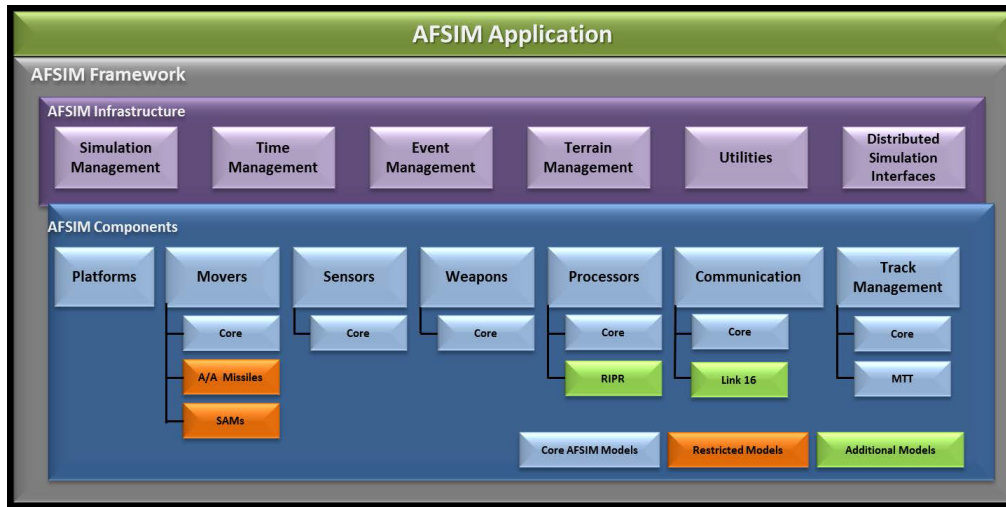 AFSIM Application
AFSIM Framework
AFSIM Infrastructure
Simulation
Management
Time
Management
Event
Management
Terrain
Management
Utilities
Distributed
Simulation
Interfaces
AFSIM Components
Platforms
Movers
Sensors
Weapons
Processors
Communication
Track
Management
Core
Core
Core
Core
Core
Core
A/A Missiles
RIPR
Link 16
MTT
SAMs
Core AFSIM Models
Restricted Models
Additional Models